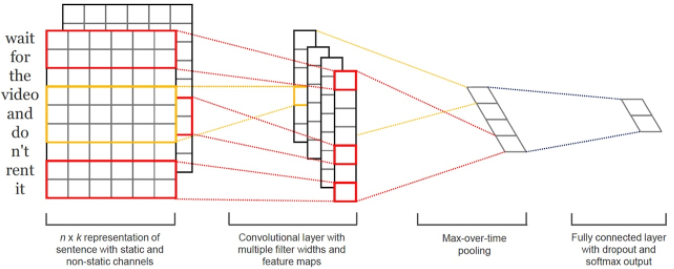 wait
for
the
video
and
do
n't
rent
it
n x k representation of
sentence with static and
non-static channels
Convolutional layer with
multiple filter widths and
feature maps
Max-over-time
pooling
Fully connected layer
with dropout and
softmax output